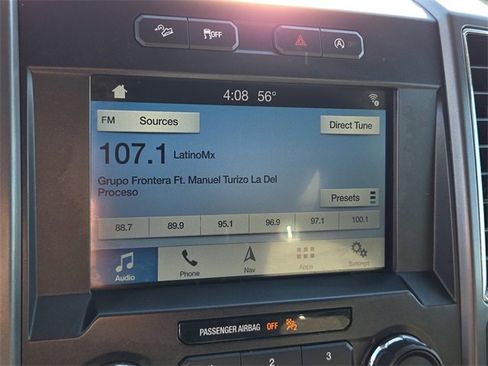 OFF
4:08 56°
FM Sources
Direct Tune
107.1 LatinoMx
Grupo Frontera Ft. Manuel Turizo La Del
Proceso
Presets
88.7 89.9 95.1 96.9 97.1 100.1
Audio Phone Nav Apps Settings
PASSENGER AIRBAG OFF
1 2 3